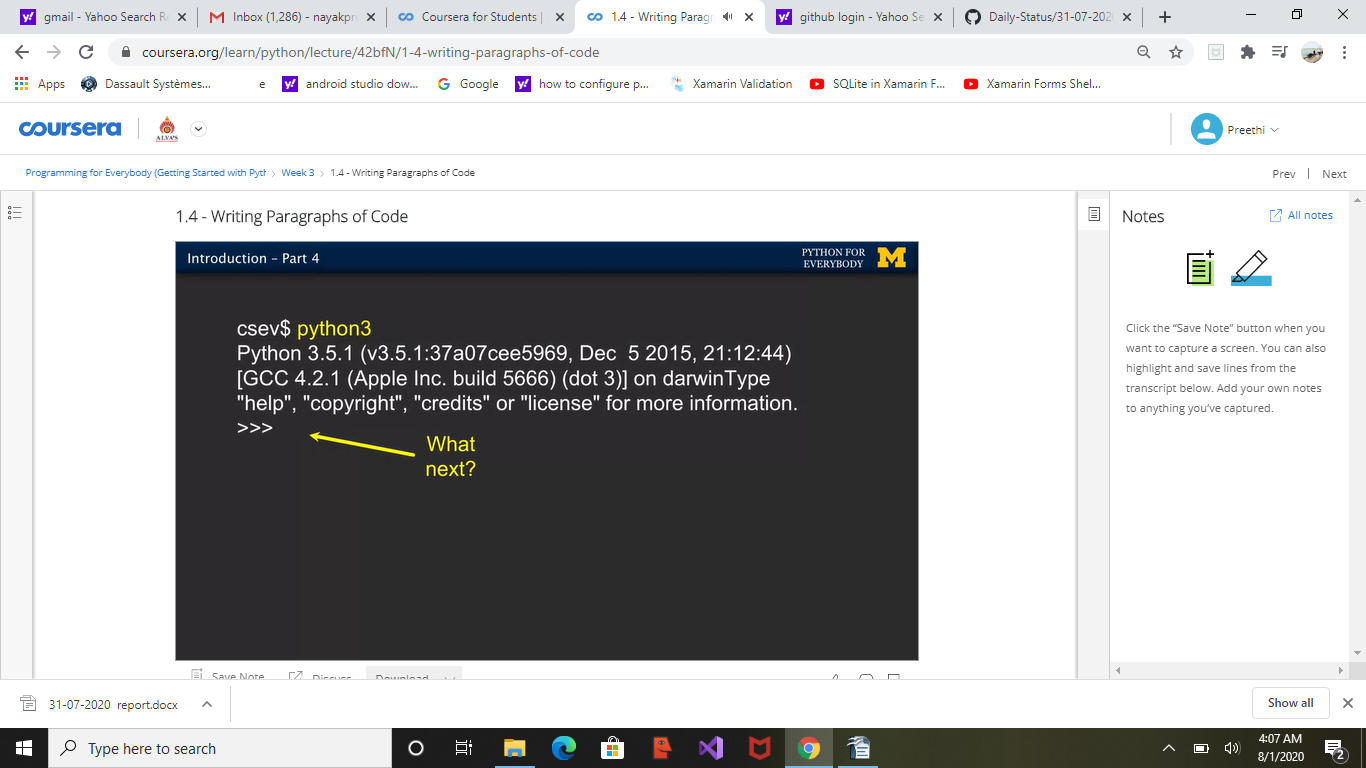 gmail - Yahoo Search Re
Inbox (1,286) - nayakpr
Coursera for Students |
1.4 - Writing Paragr
github login - Yahoo Se
Daily-Status/31-07-202
coursera.org/learn/python/lecture/42bfN/1-4-writing-paragraphs-of-code
Apps
Dassault Systèmes...
e
android studio dow...
Google
how to configure p...
Xamarin Validation
SQLite in Xamarin F...
Xamarin Forms Shel...
coursera
ALVA'S
Preethi
Programming for Everybody (Getting Started with Pyth
Week 3
1.4 - Writing Paragraphs of Code
Prev | Next
1.4 - Writing Paragraphs of Code
Introduction – Part 4
PYTHON FOR
EVERYBODY
M
csev$ python3
Python 3.5.1 (v3.5.1:37a07cee5969, Dec  5 2015, 21:12:44)
[GCC 4.2.1 (Apple Inc. build 5666) (dot 3)] on darwinType
"help", "copyright", "credits" or "license" for more information.
>>>
What
next?
Notes
All notes
Click the “Save Note” button when you
want to capture a screen. You can also
highlight and save lines from the
transcript below. Add your own notes
to anything you’ve captured.
Save Note
Discuss
Download
31-07-2020 report.docx
Show all
Type here to search
4:07 AM
8/1/2020
2